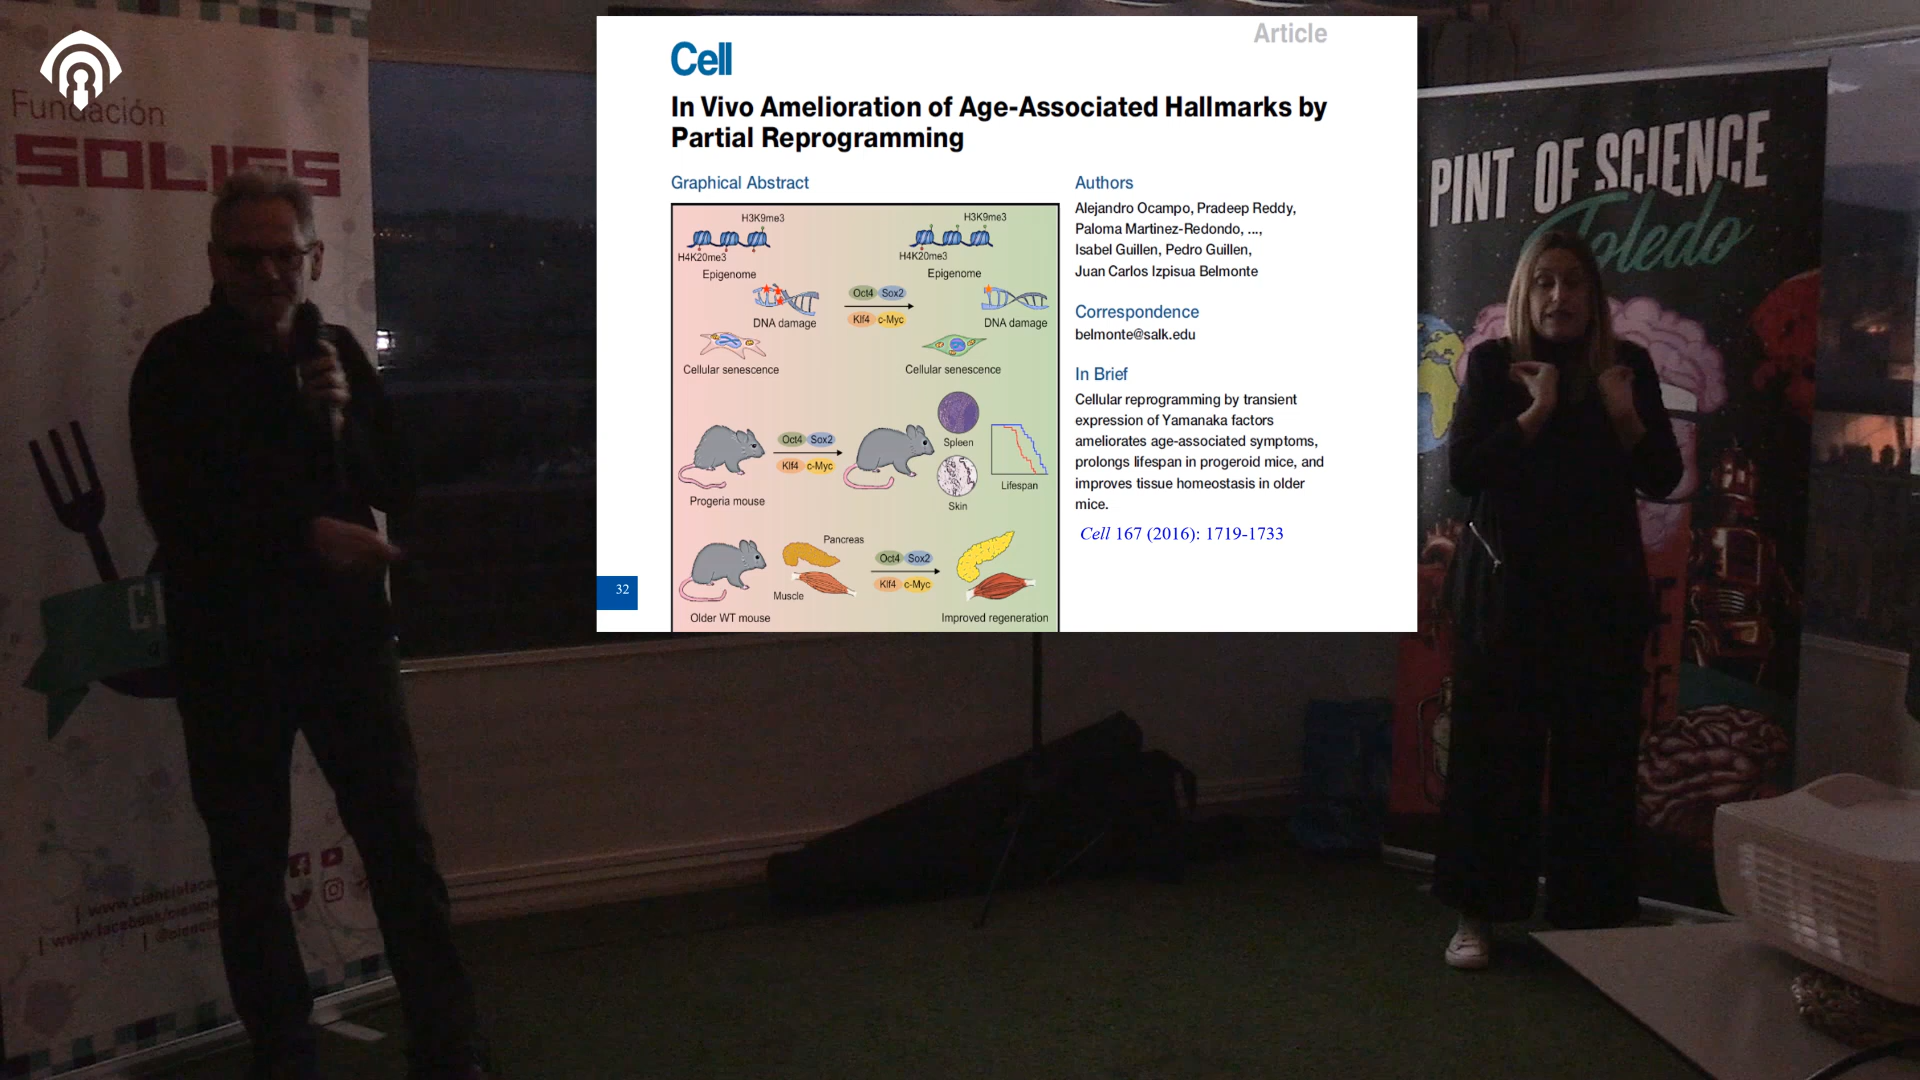 Fundación
SOLISS
Article
Cell
In Vivo Amelioration of Age-Associated Hallmarks by
Partial Reprogramming
Graphical Abstract
H3K9me3
H4K20me3
Epigenome
DNA damage
Cellular senescence
Oct4 Sox2
Klf4 c-Myc
H3K9me3
H4K20me3
Epigenome
DNA damage
Cellular senescence
Progeria mouse
Oct4 Sox2
Klf4 c-Myc
Spleen
Skin
Lifespan
Older WT mouse
Pancreas
Muscle
Oct4 Sox2
Klf4 c-Myc
Improved regeneration
Authors
Alejandro Ocampo, Pradeep Reddy,
Paloma Martinez-Redondo, ...,
Isabel Guillen, Pedro Guillen,
Juan Carlos Izpisua Belmonte
Correspondence
belmonte@salk.edu
In Brief
Cellular reprogramming by transient
expression of Yamanaka factors
ameliorates age-associated symptoms,
prolongs lifespan in progeroid mice, and
improves tissue homeostasis in older
mice.
Cell 167 (2016): 1719-1733
32
PINT OF SCIENCE
Toledo